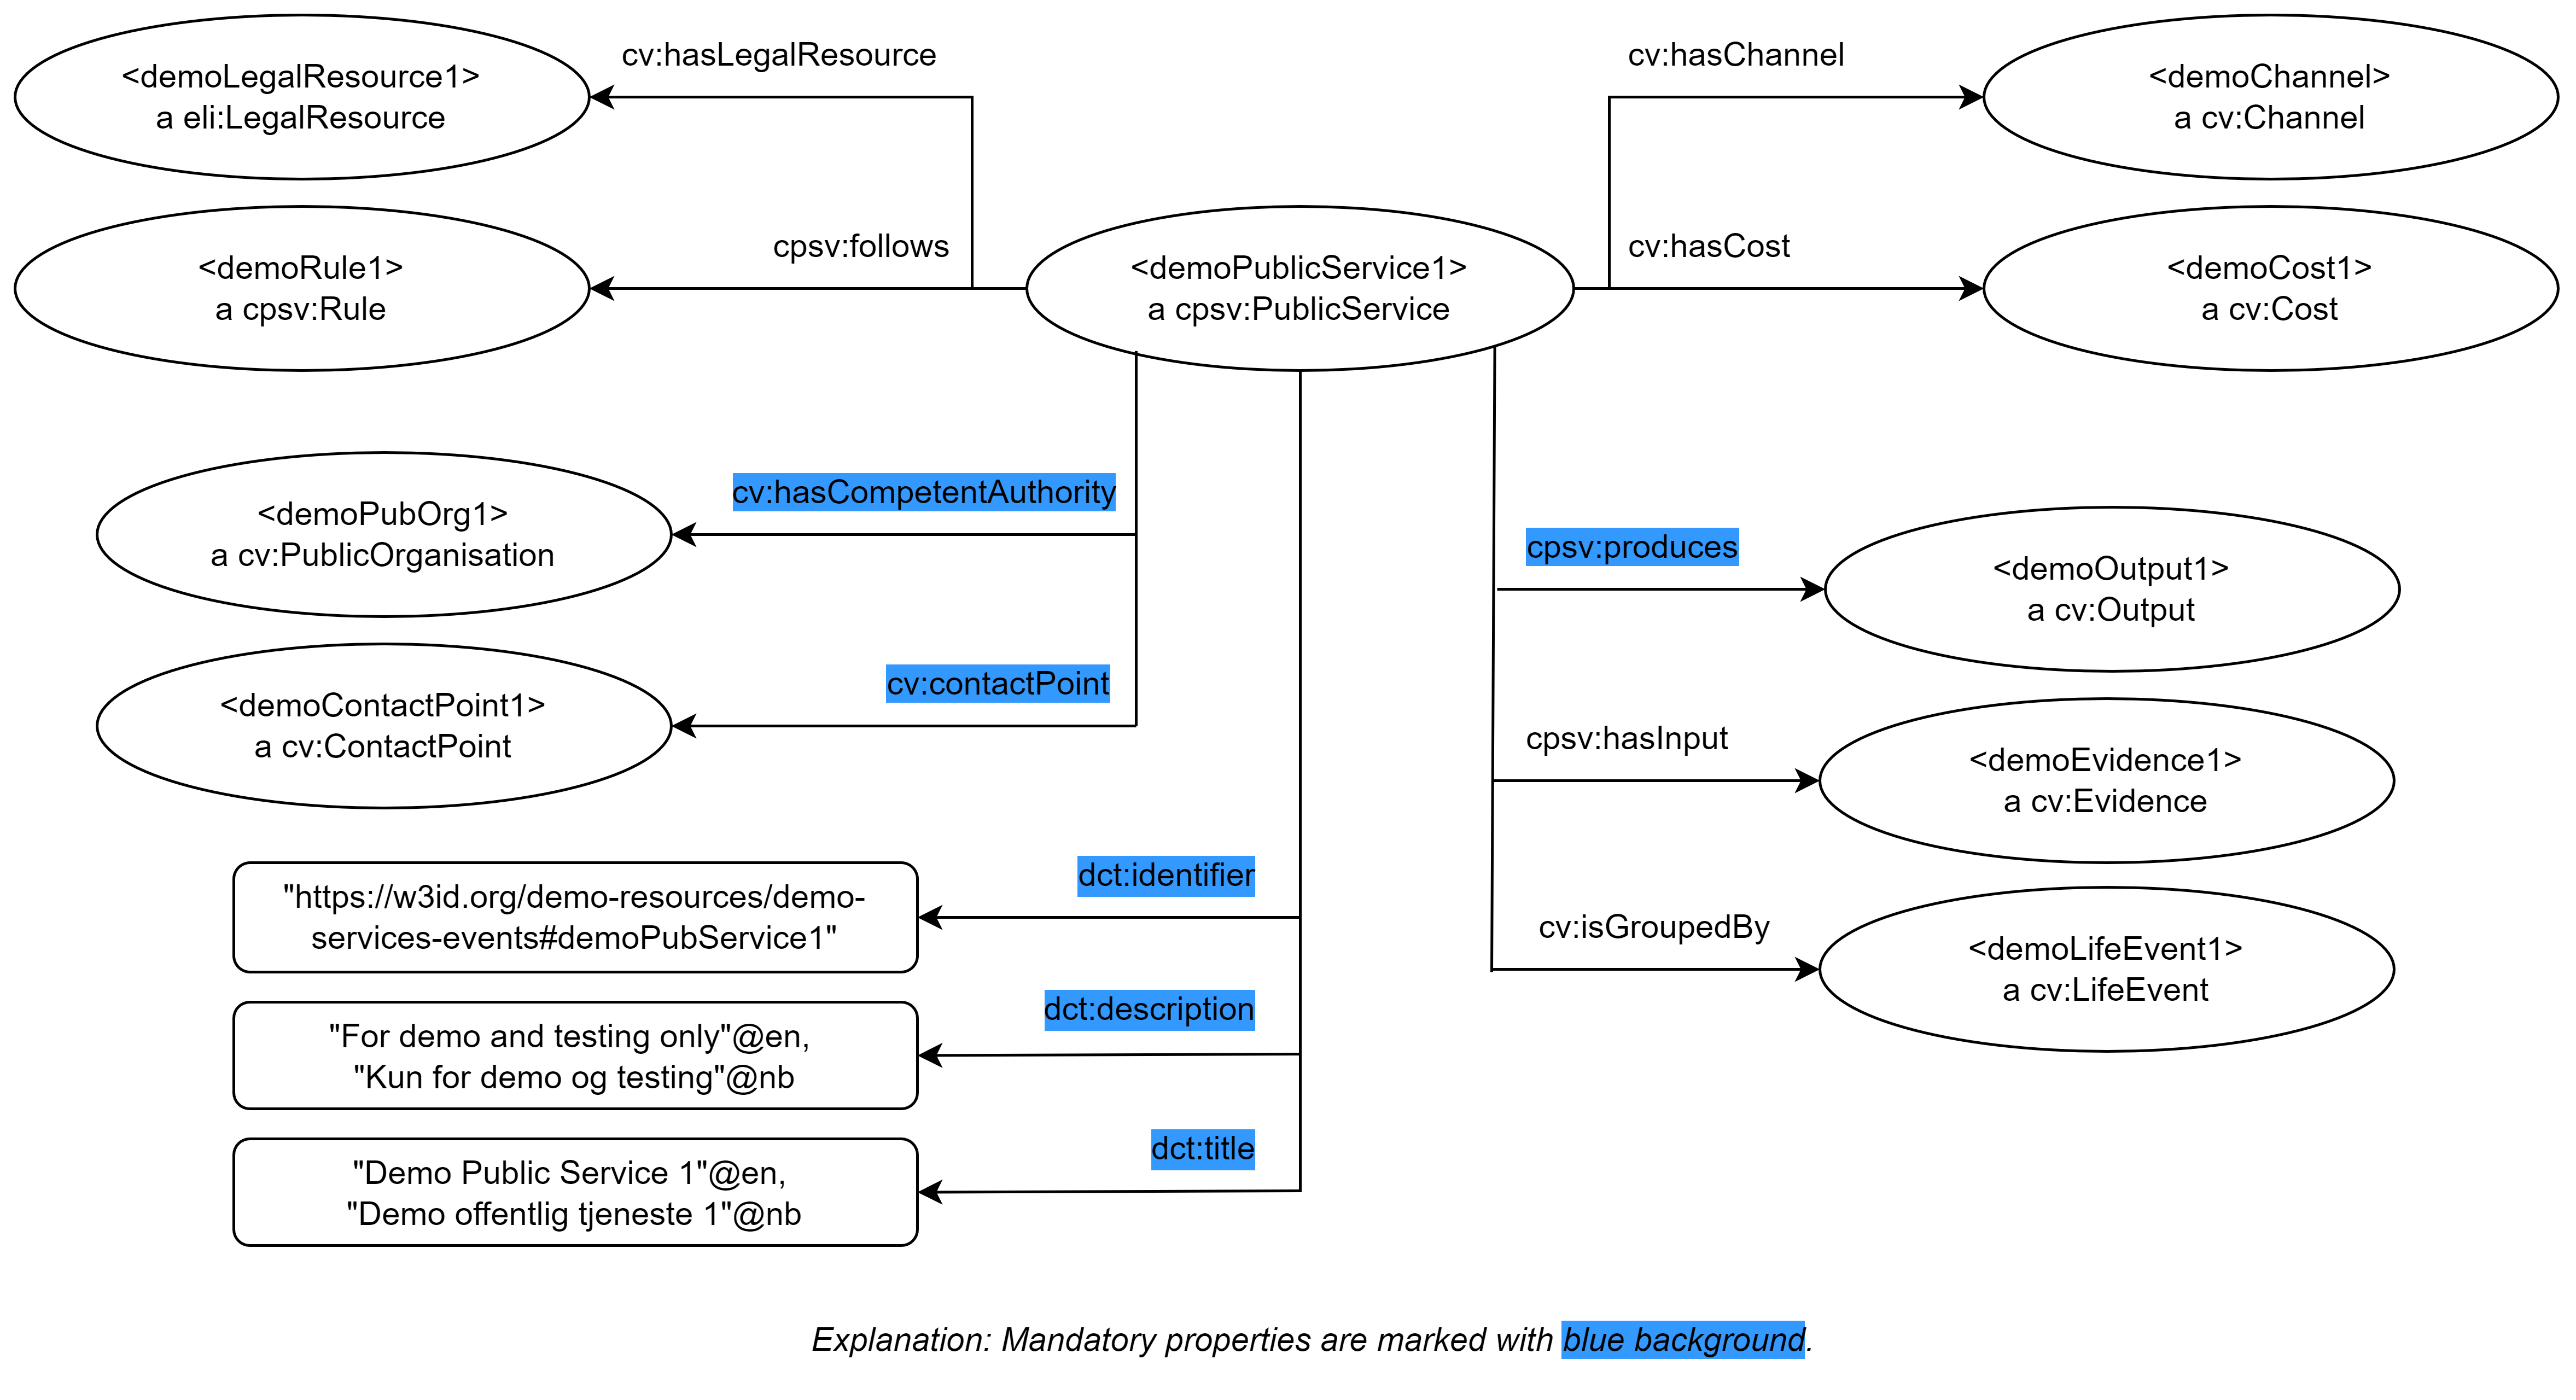 <demoLegalResource1>
a eli:LegalResource
cv:hasLegalResource
cv:hasChannel
<demoChannel>
a cv:Channel
<demoRule1>
a cpsv:Rule
cpsv:follows
<demoPublicService1>
a cpsv:PublicService
cv:hasCost
<demoCost1>
a cv:Cost
<demoPubOrg1>
a cv:PublicOrganisation
cv:hasCompetentAuthority
cpsv:produces
<demoOutput1>
a cv:Output
<demoContactPoint1>
a cv:ContactPoint
cv:contactPoint
cpsv:hasInput
<demoEvidence1>
a cv:Evidence
"https://w3id.org/demo-resources/demo-
services-events#demoPubService1"
dct:identifier
cv:isGroupedBy
<demoLifeEvent1>
a cv:LifeEvent
"For demo and testing only"@en,
"Kun for demo og testing"@nb
dct:description
"Demo Public Service 1"@en,
"Demo offentlig tjeneste 1"@nb
dct:title
Explanation: Mandatory properties are marked with blue background.